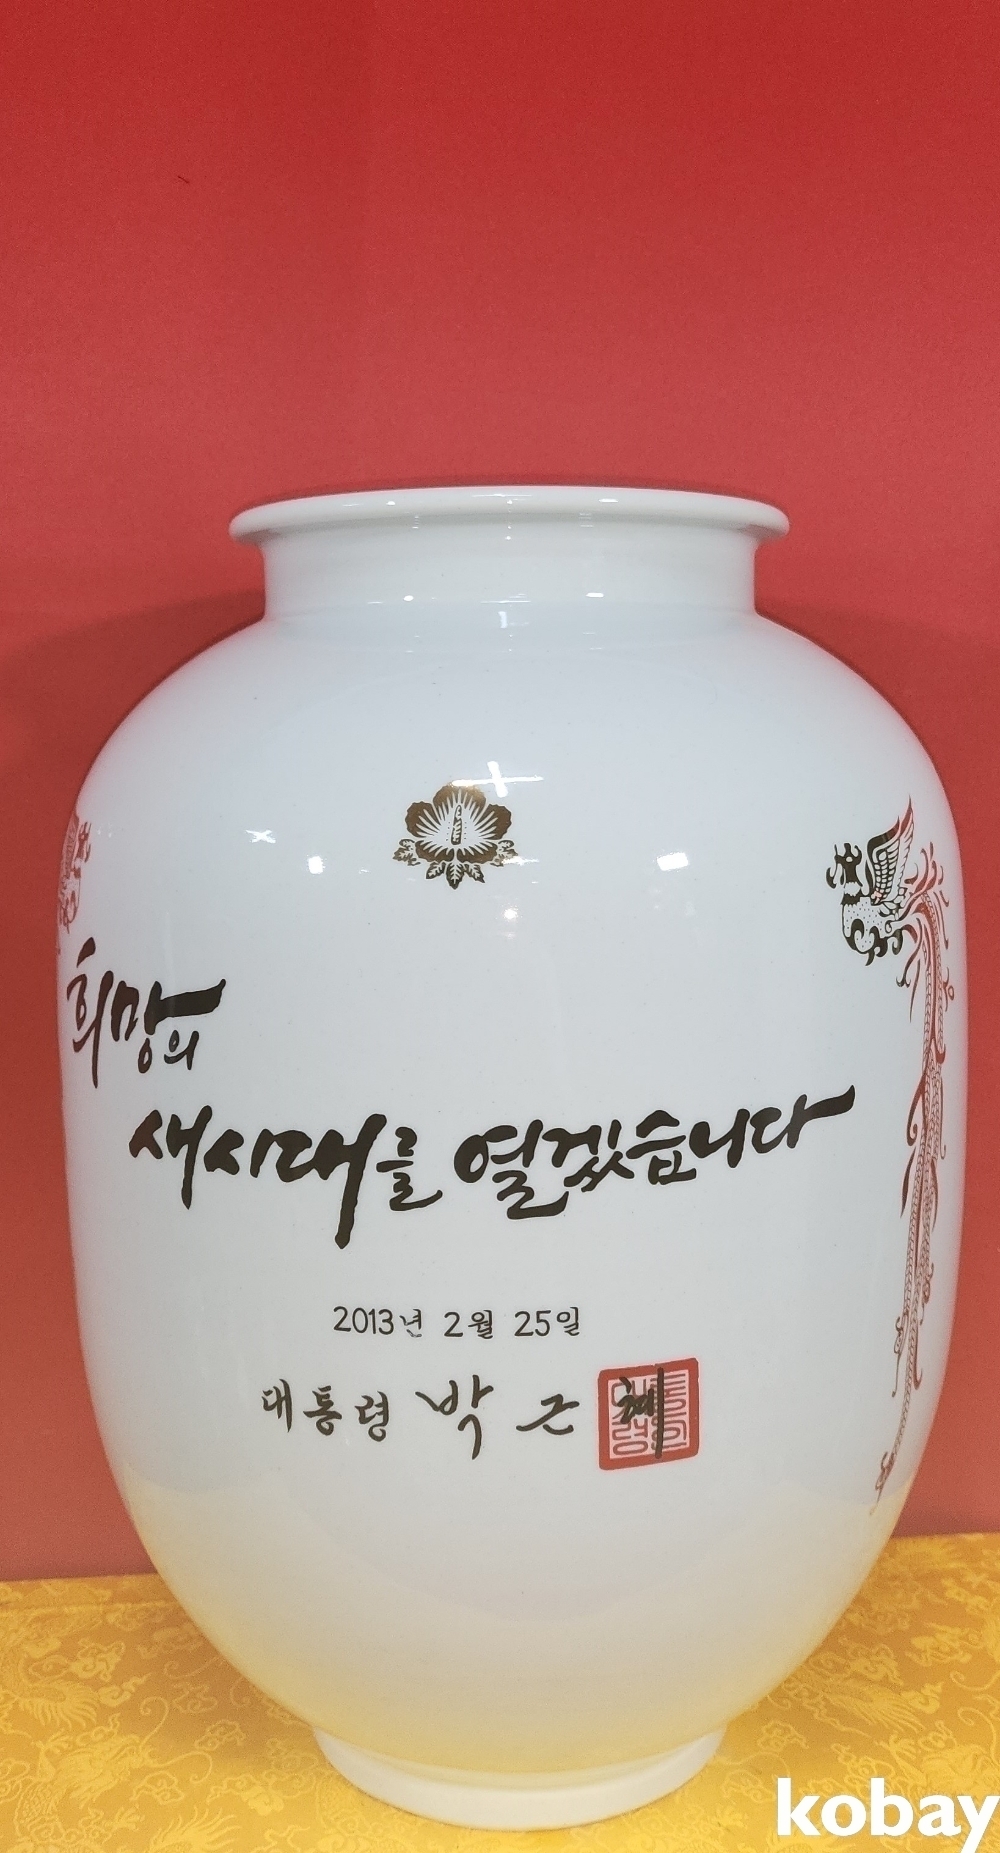 희망의
새시대를 열겠습니다
2013년 2월 25일
대통령 박 근 혜
kobay